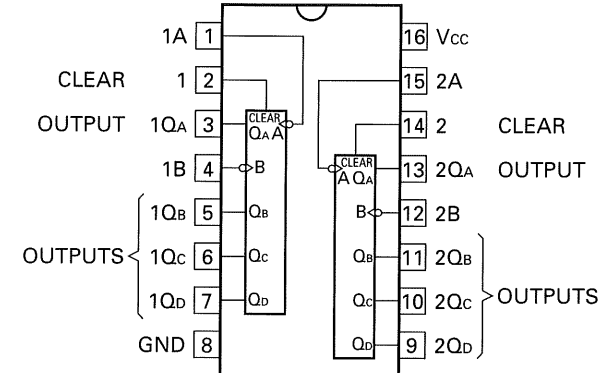 1A 1 16 VCC
CLEAR 1 2 15 2A
CLEAR 14 2 CLEAR
OUTPUT 1QA 3 QA A
CLEAR 13 2QA OUTPUT
1B 4 B A QA
B 12 2B
1QB 5 QB
QB 11 2QB
OUTPUTS 1QC 6 QC
QC 10 2QC OUTPUTS
1QD 7 QD
GND 8 QD 9 2QD